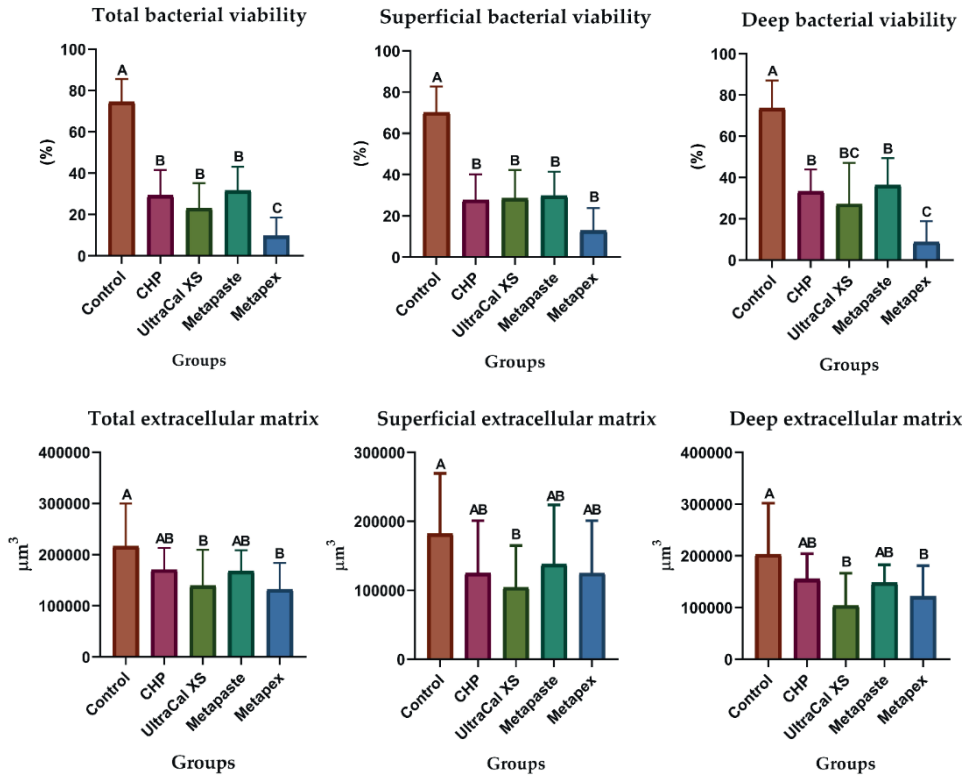 Total bacterial viability
100
80
60
40
20
0
(%)
A
B
B
B
C
Control
CHP
UltraCal XS
Metapaste
Metapex
Groups
Superficial bacterial viability
100
80
60
40
20
0
(%)
A
B
B
B
B
Control
CHP
UltraCal XS
Metapaste
Metapex
Groups
Deep bacterial viability
100
80
60
40
20
0
(%)
A
B
BC
B
C
Control
CHP
UltraCal XS
Metapaste
Metapex
Groups
Total extracellular matrix
400000
300000
200000
100000
0
µm³
A
AB
B
AB
B
Control
CHP
UltraCal XS
Metapaste
Metapex
Groups
Superficial extracellular matrix
300000
200000
100000
0
µm³
A
AB
B
AB
AB
Control
CHP
UltraCal XS
Metapaste
Metapex
Groups
Deep extracellular matrix
400000
300000
200000
100000
0
µm³
A
AB
B
AB
B
Control
CHP
UltraCal XS
Metapaste
Metapex
Groups